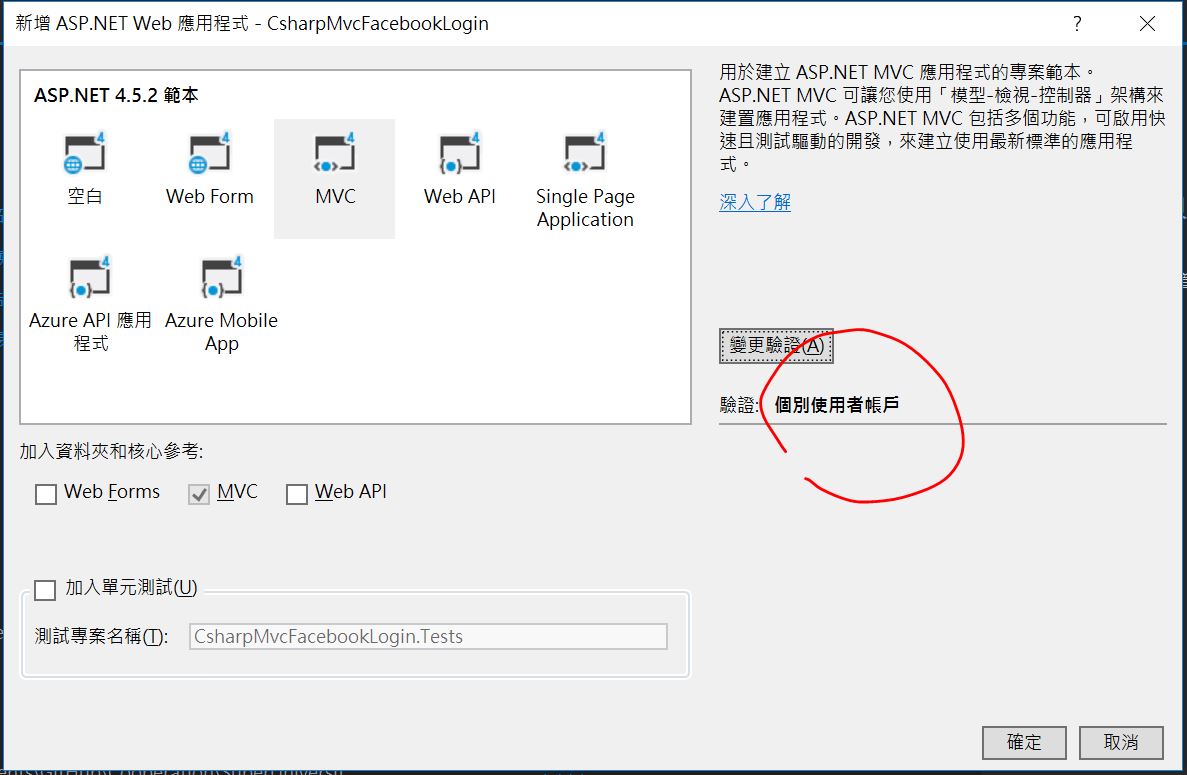 新增 ASP.NET Web 應用程式 - CsharpMvcFacebookLogin
?
ASP.NET 4.5.2 範本
空白
Web Form
MVC
Web API
Single Page
Application
Azure API 應用
程式
Azure Mobile
App
用於建立 ASP.NET MVC 應用程式的專案範本。
ASP.NET MVC 可讓您使用「模型-檢視-控制器」架構來
建置應用程式。ASP.NET MVC 包括多個功能，可啟用快
速且測試驅動的開發，來建立使用最新標準的應用程
式。
深入了解
變更驗證(A)
驗證: 個別使用者帳戶
加入資料夾和核心參考:
Web Forms
MVC
Web API
加入單元測試(U)
測試專案名稱(T):
CsharpMvcFacebookLogin.Tests
確定
取消